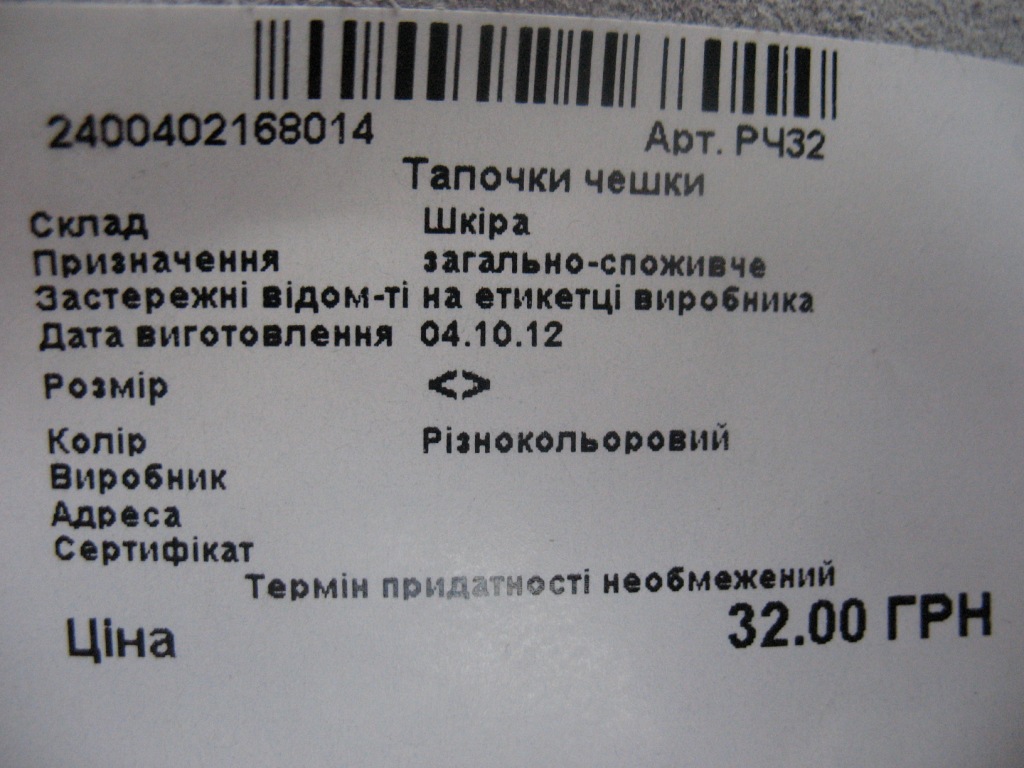 2400402168014 Арт. РЧ32
Тапочки чешки
Склад Шкіра
Призначення загально-споживче
Застережні відом-ті на етикетці виробника
Дата виготовлення 04.10.12
Розмір <>
Колір Різнокольоровий
Виробник
Адреса
Сертифікат
Термін придатності необмежений
Ціна 32.00 ГРН